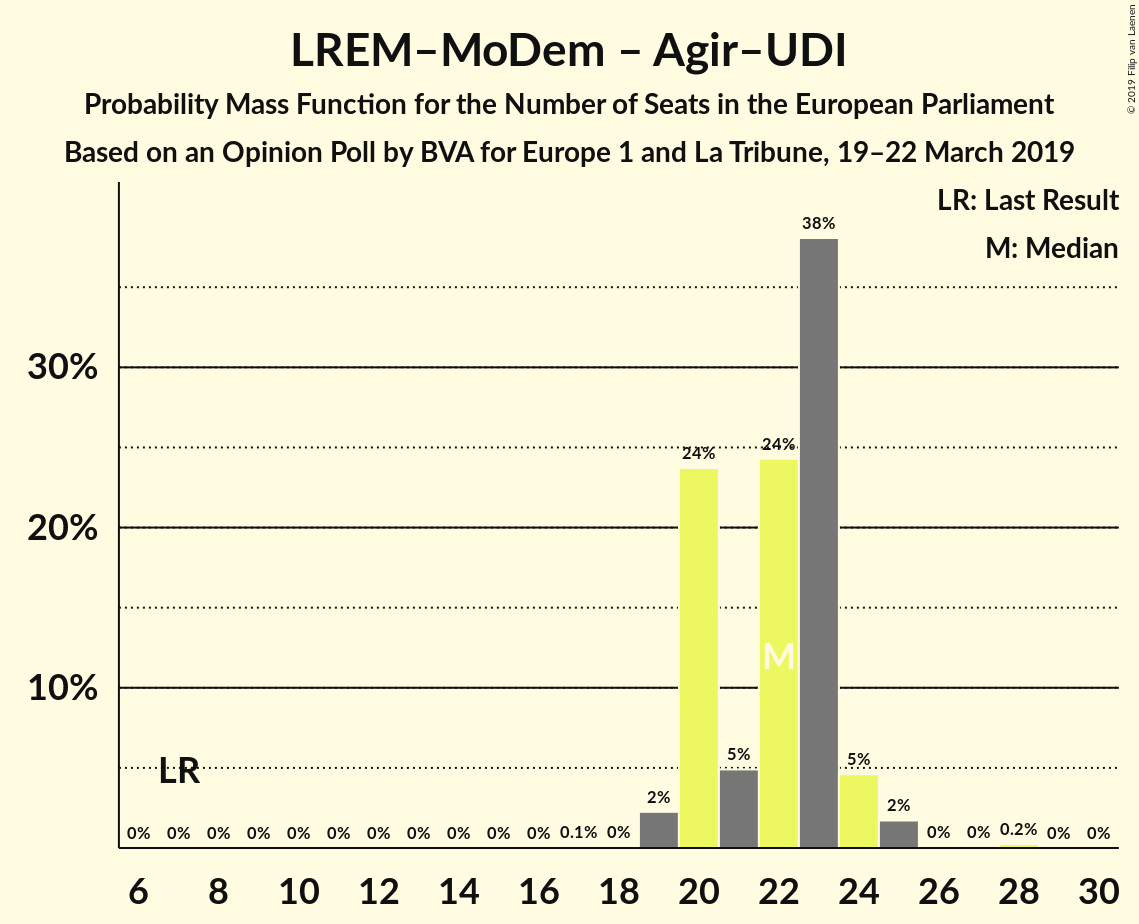 LREM–MoDem – Agir–UDI
Probability Mass Function for the Number of Seats in the European Parliament
Based on an Opinion Poll by BVA for Europe 1 and La Tribune, 19–22 March 2019
© 2019 Filip van Laenen
LR: Last Result
M: Median
38%
30%
24% 24%
20%
M
10%
LR
5% 5%
2% 2%
0% 0% 0% 0% 0% 0% 0% 0% 0% 0% 0% 0.1% 0% 0% 0% 0.2% 0% 0%
6 8 10 12 14 16 18 20 22 24 26 28 30